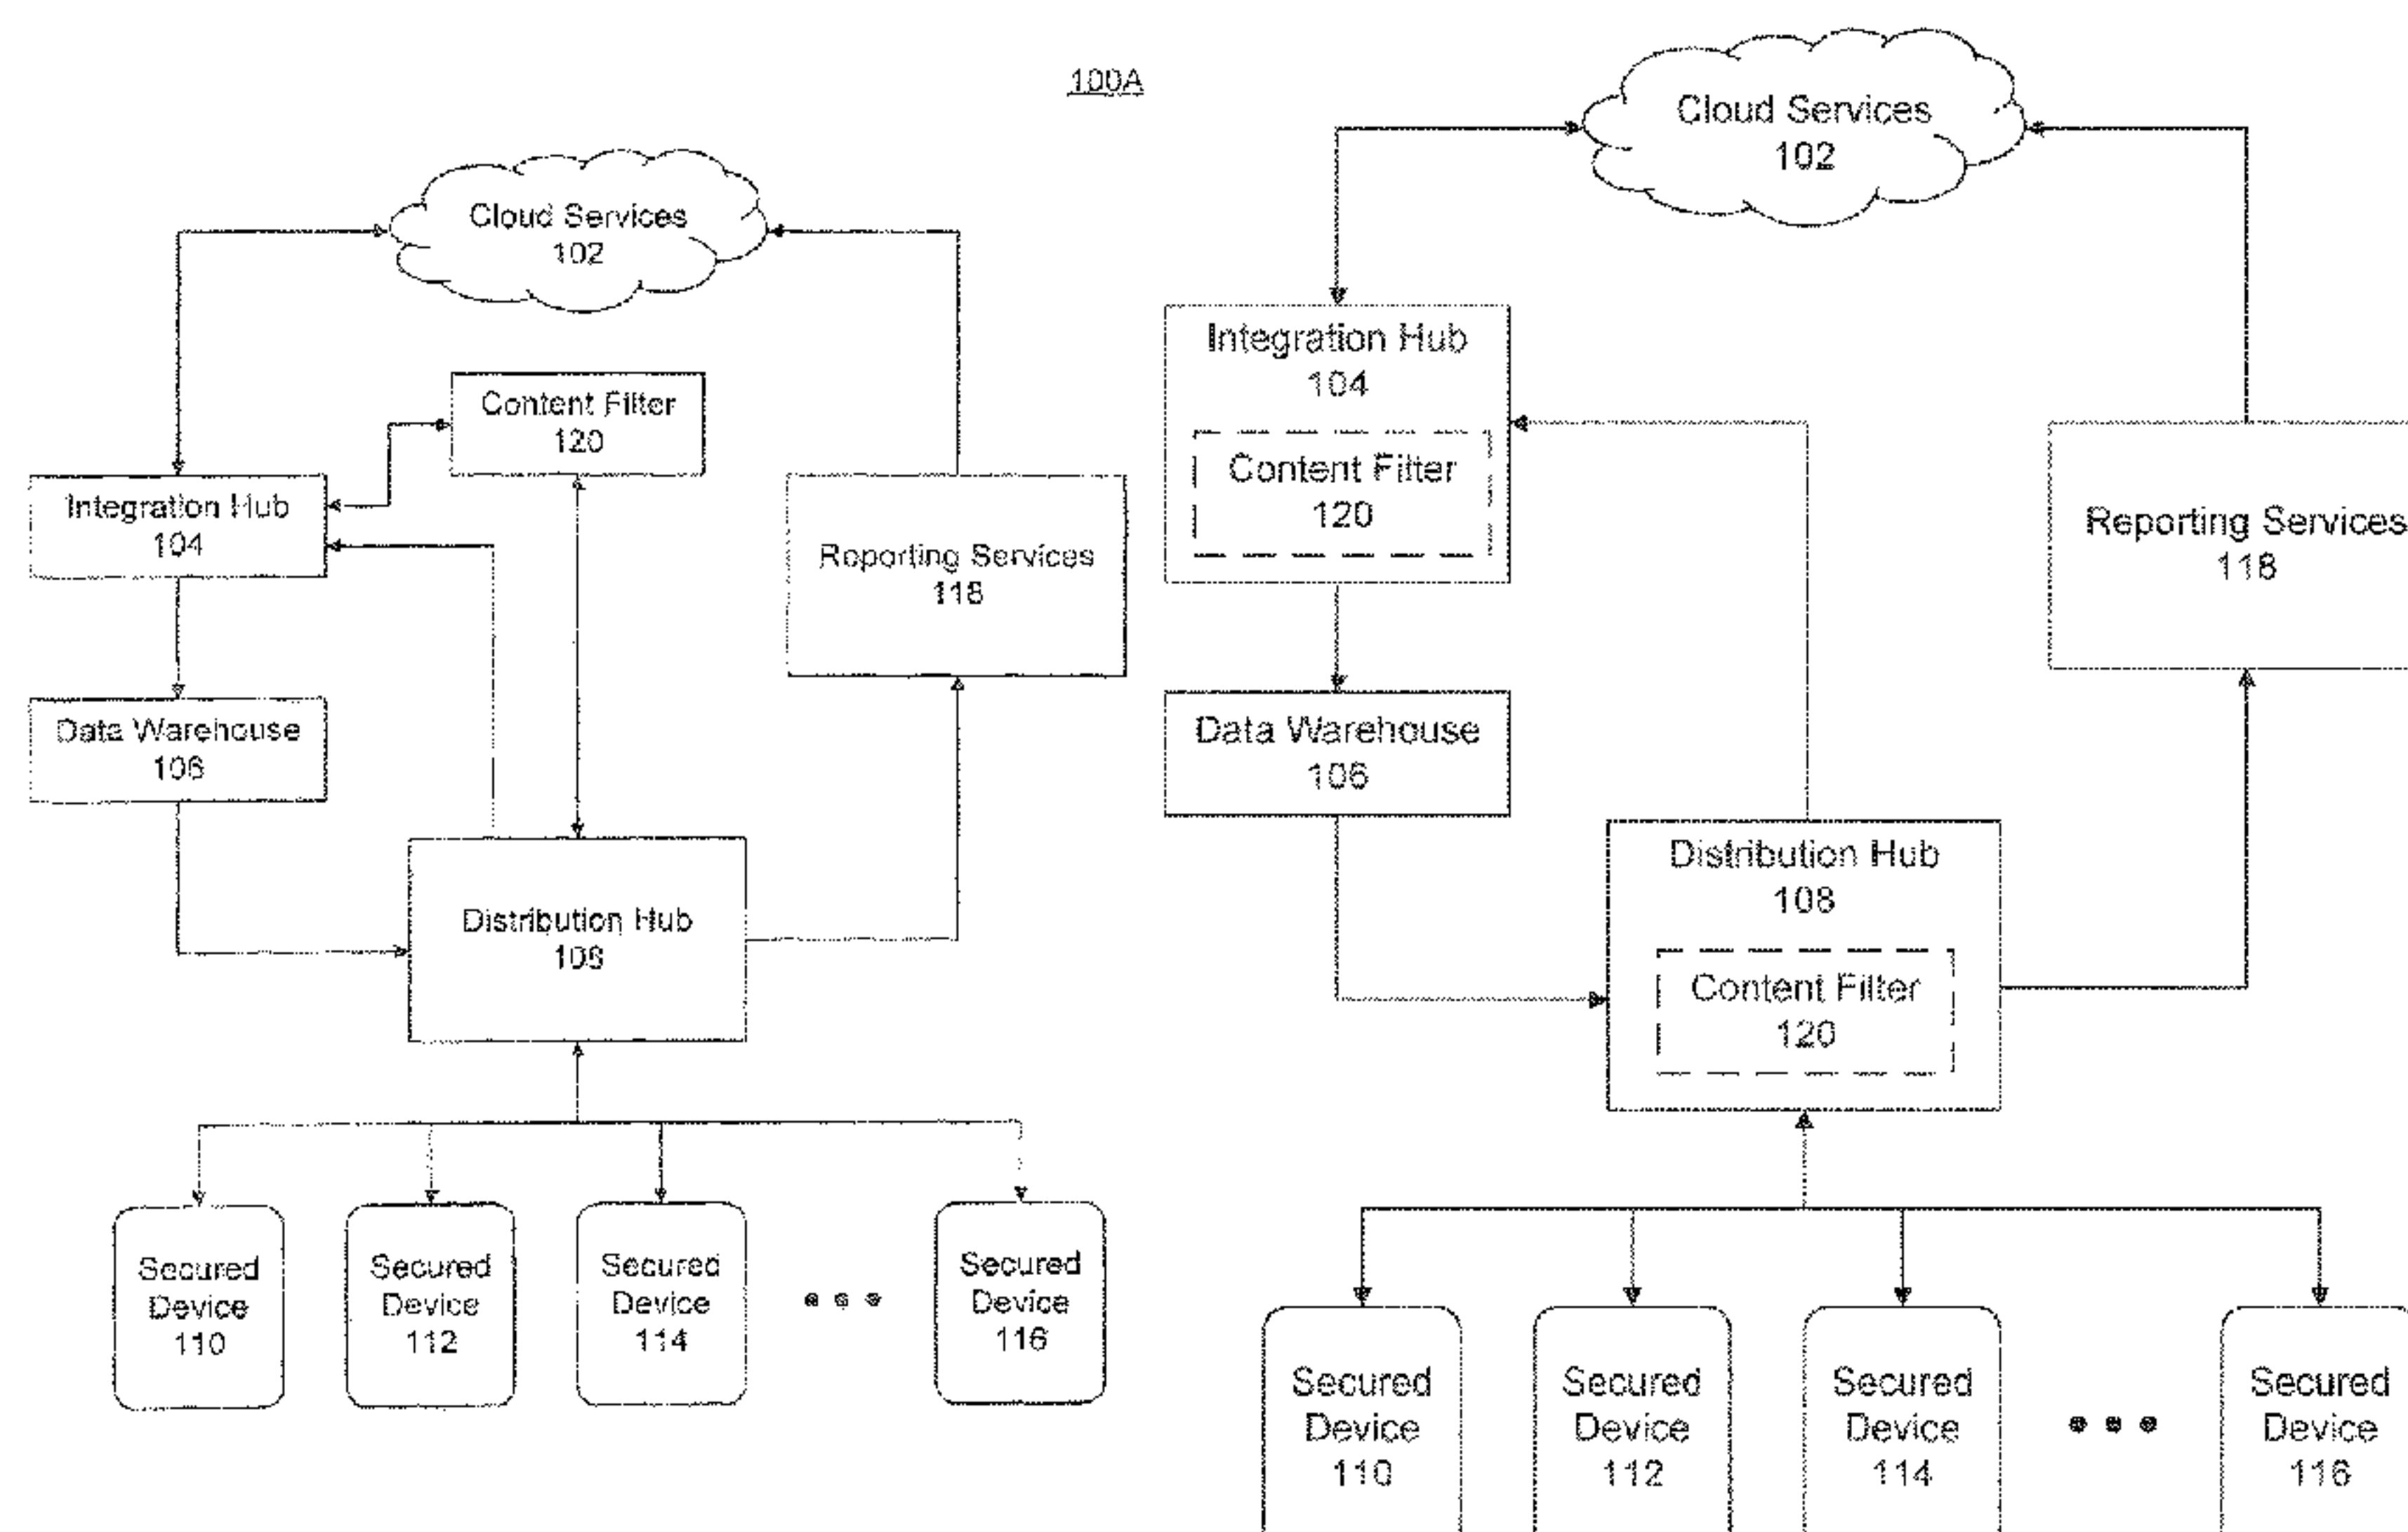 100A
Cloud Services
102
Content Filter
120
Integration Hub
104
Reporting Services
118
Data Warehouse
106
Distribution Hub
108
Secured
Device
110
Secured
Device
112
Secured
Device
114
Secured
Device
116
Cloud Services
102
Integration Hub
104
Content Filter
120
Reporting Services
118
Data Warehouse
106
Distribution Hub
108
Content Filter
120
Secured
Device
110
Secured
Device
112
Secured
Device
114
Secured
Device
116